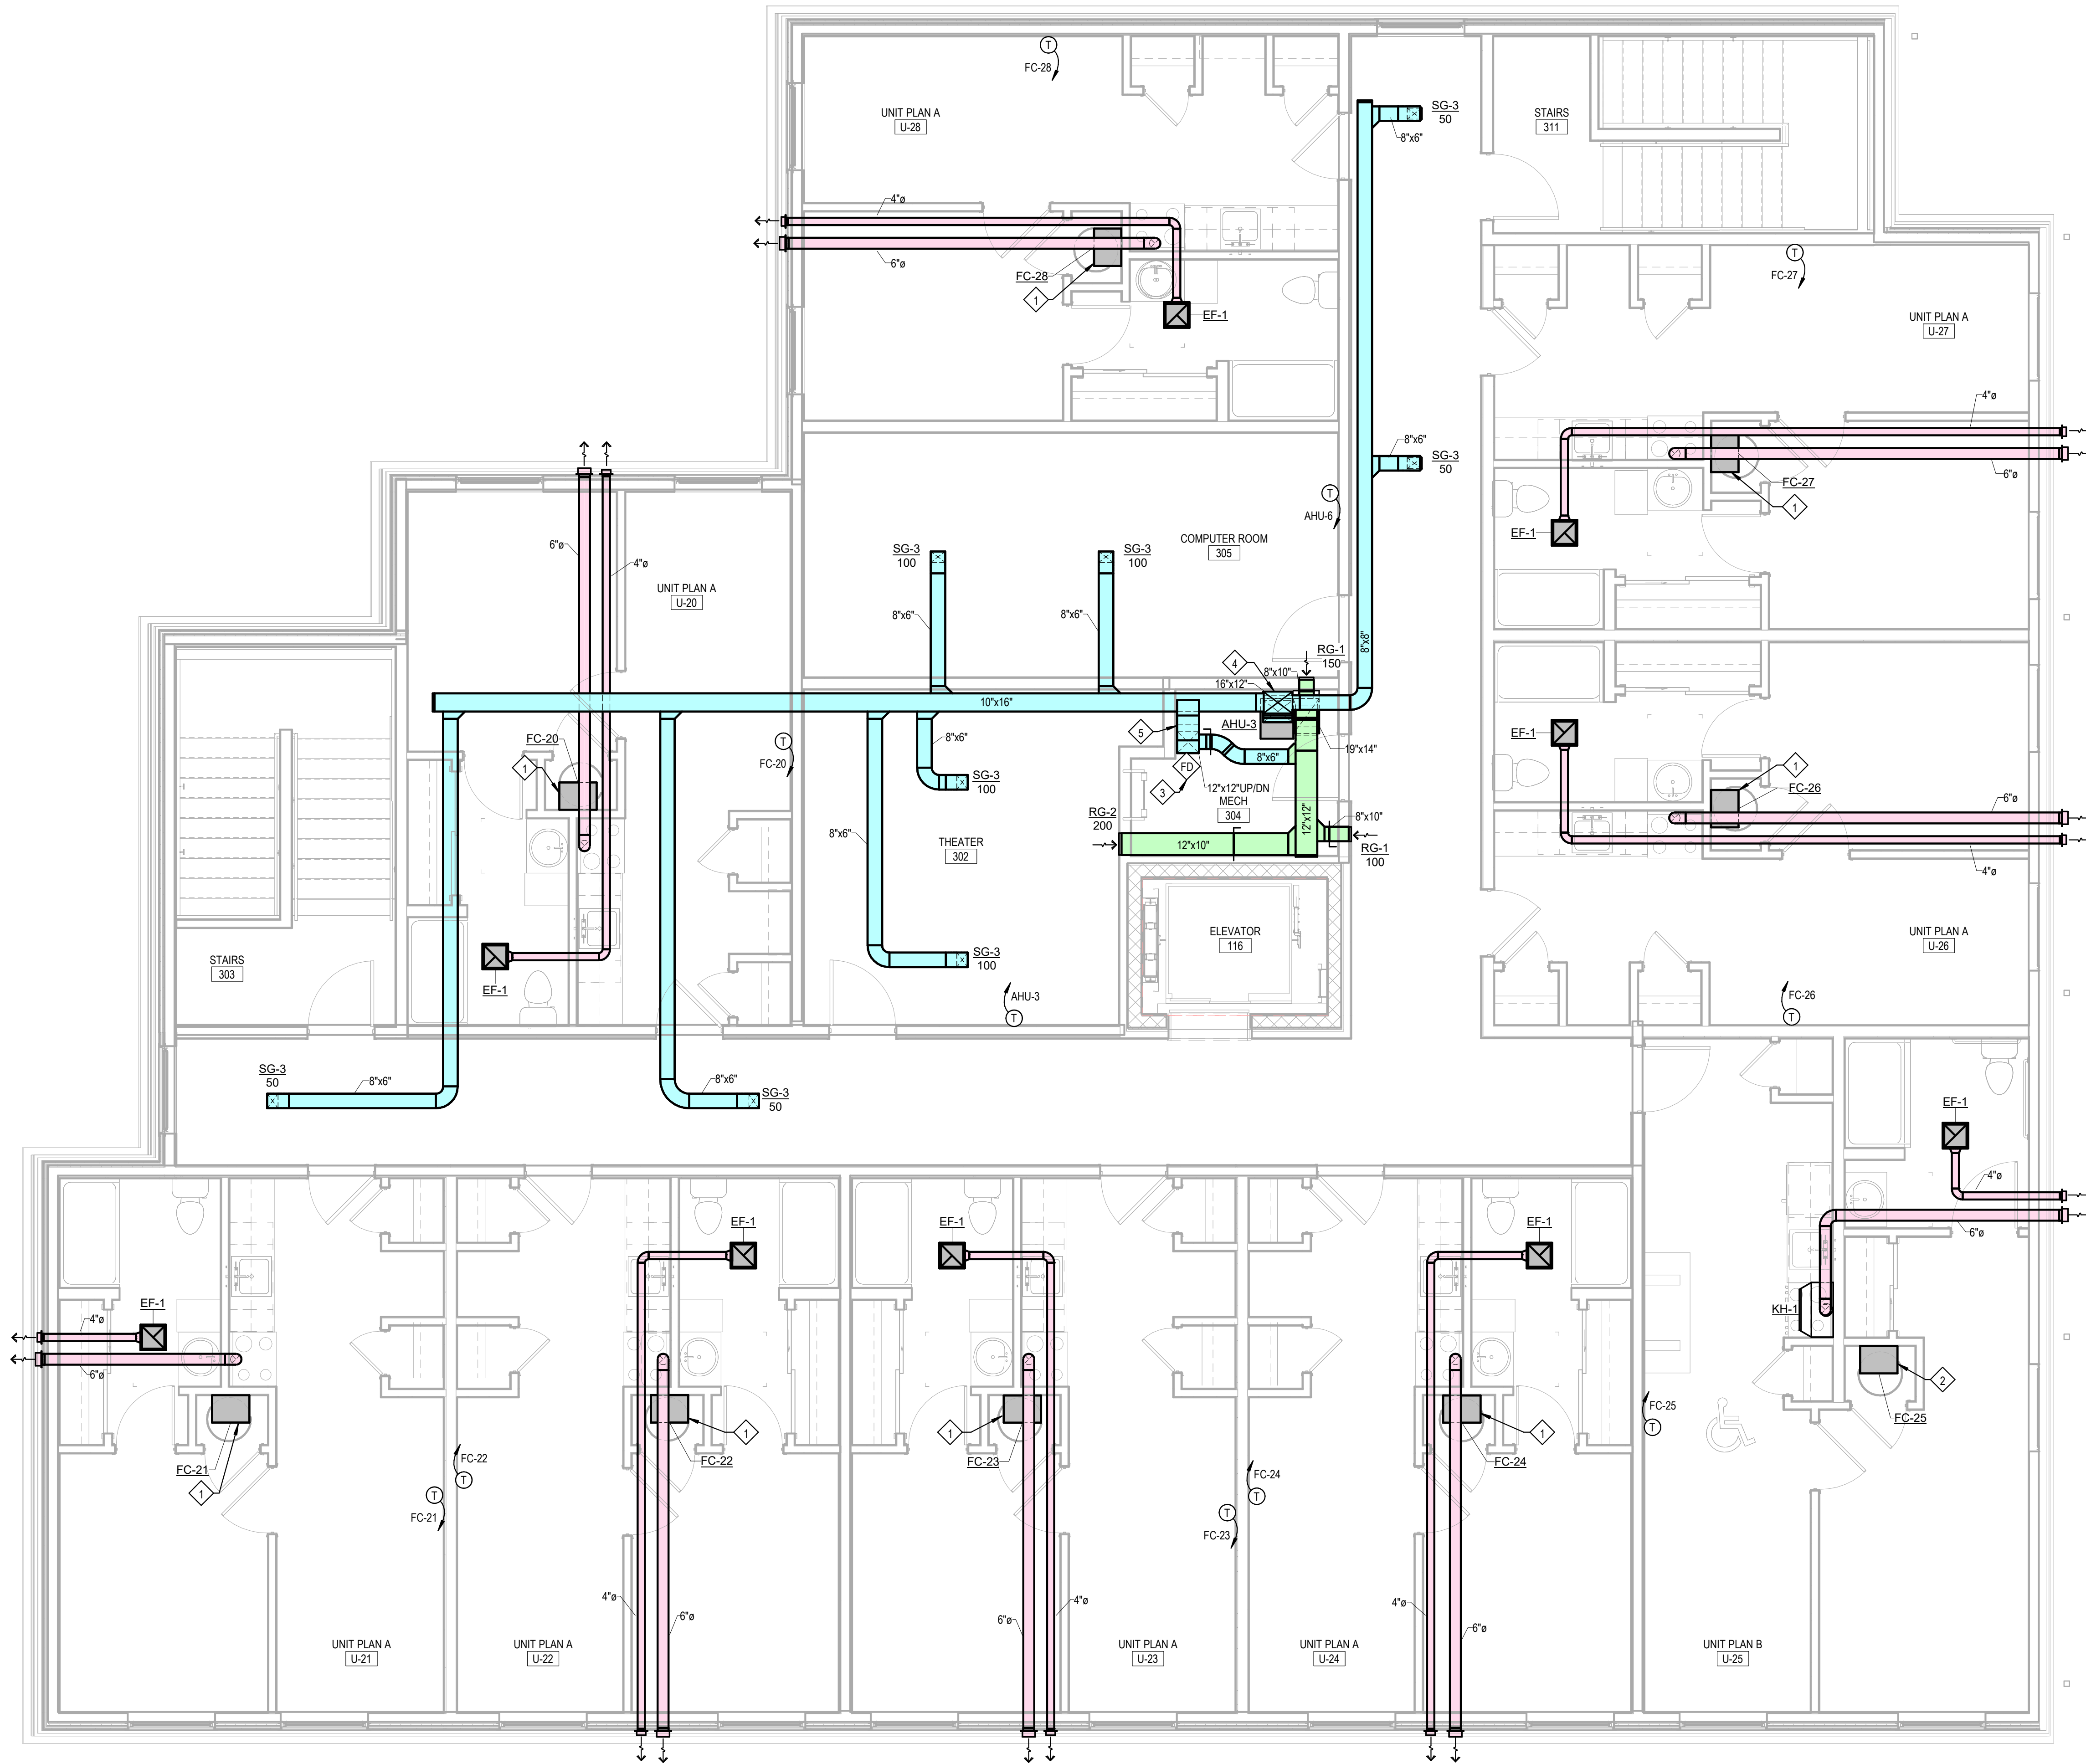 T
FC-28
UNIT PLAN A
U-28
SG-3
50
8"x6"
STAIRS
311
4"ø
6"ø
FC-28
1
EF-1
T
FC-27
UNIT PLAN A
U-27
4"ø
6"ø
FC-27
1
EF-1
8"x6"
SG-3
50
T
AHU-6
COMPUTER ROOM
305
SG-3
100
SG-3
100
8"x6"
8"x6"
8"x8"
6"ø
4"ø
UNIT PLAN A
U-20
RG-1
150
4
8"x10"
16"x12"
10"x16"
AHU-3
19"x14"
5
8"x6"
FD
3
12"x12"UP/DN
MECH
304
12"x12"
8"x10"
RG-1
100
RG-2
200
12"x10"
FC-20
1
T
FC-20
8"x6"
SG-3
100
8"x6"
THEATER
302
SG-3
100
EF-1
1
FC-26
6"ø
4"ø
UNIT PLAN A
U-26
FC-26
T
ELEVATOR
116
STAIRS
303
EF-1
AHU-3
T
SG-3
50
8"x6"
8"x6"
SG-3
50
EF-1
4"ø
6"ø
KH-1
2
FC-25
FC-25
T
EF-1
4"ø
6"ø
FC-21
1
EF-1
1
FC-22
FC-22
T
T
FC-21
EF-1
1
FC-23
FC-24
T
T
FC-23
EF-1
1
FC-24
4"ø
6"ø
6"ø
4"ø
4"ø
6"ø
UNIT PLAN A
U-21
UNIT PLAN A
U-22
UNIT PLAN A
U-23
UNIT PLAN A
U-24
UNIT PLAN B
U-25